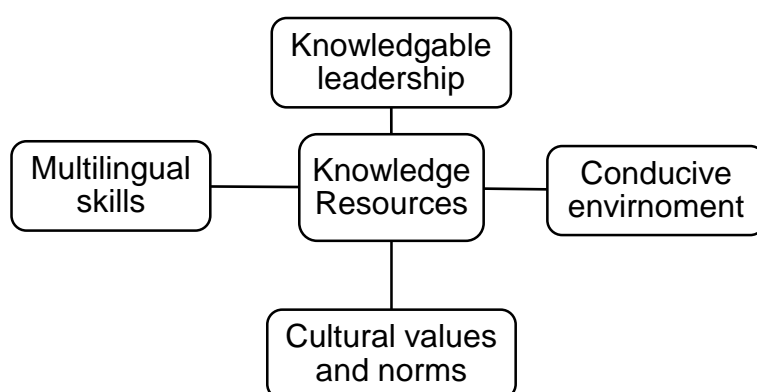 Knowledgable
leadership
Multilingual
skills
Knowledge
Resources
Conducive
envirnoment
Cultural values
and norms